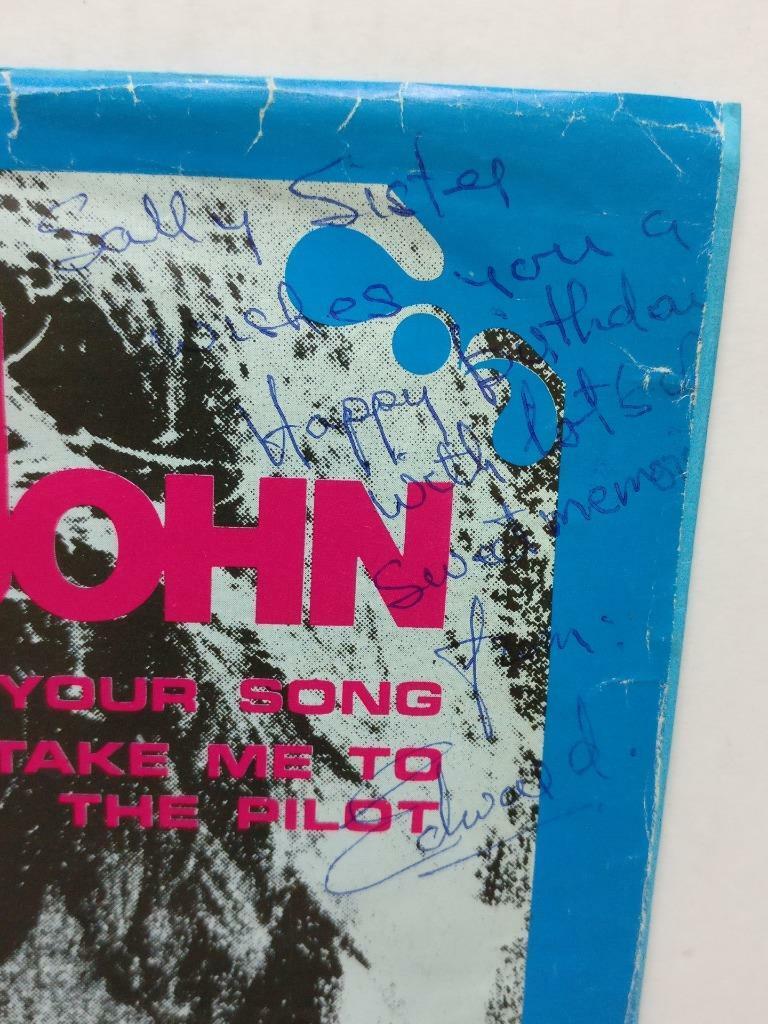 Sally Sister
wishes you a
Happy birthday
with lots of
sweet memories
from:
Edward.
JOHN
YOUR SONG
TAKE ME TO
THE PILOT